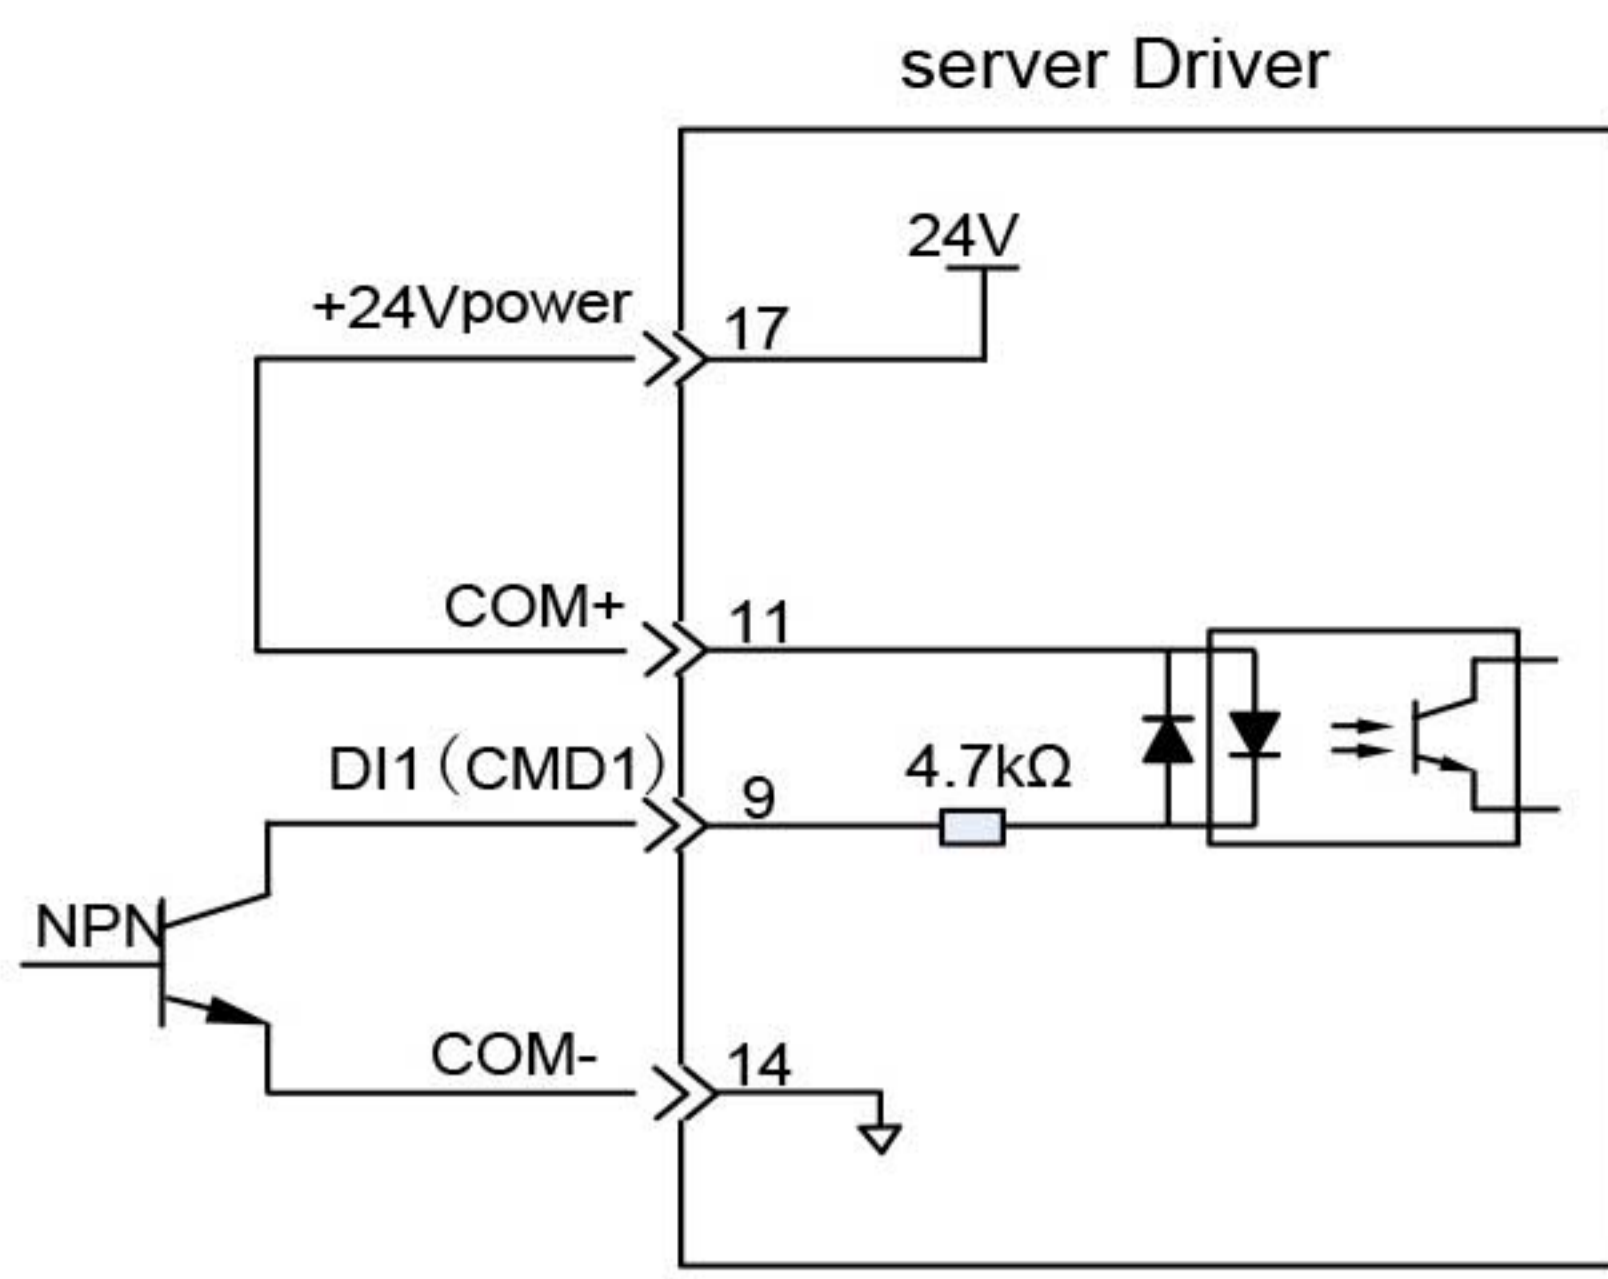 server Driver
24V
+24Vpower
17
COM+
11
DI1（CMD1）
9
4.7kΩ
NPN
COM-
14